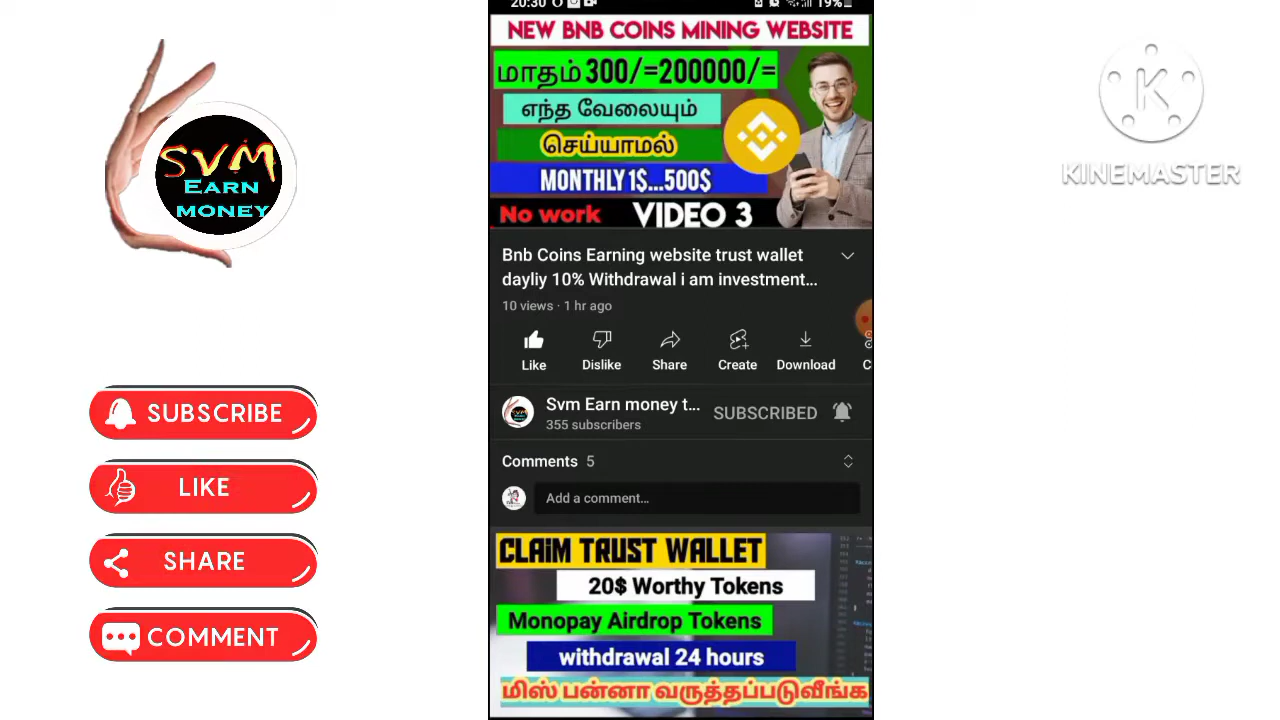 SVM
EARN
MONEY
SUBSCRIBE
LIKE
SHARE
COMMENT
20:30
19%
NEW BNB COINS MINING WEBSITE
மாதம் 300/=200000/=
எந்த வேலையும்
செய்யாமல்
MONTHLY 1$...500$
No work VIDEO 3
Bnb Coins Earning website trust wallet
dayliy 10% Withdrawal i am investment...
10 views · 1 hr ago
Like Dislike Share Create Download C
Svm Earn money t... SUBSCRIBED
355 subscribers
Comments 5
Add a comment...
CLAIM TRUST WALLET
20$ Worthy Tokens
Monopay Airdrop Tokens
withdrawal 24 hours
மிஸ் பன்னா வருத்தப்படுவீங்க
K
KINEMASTER